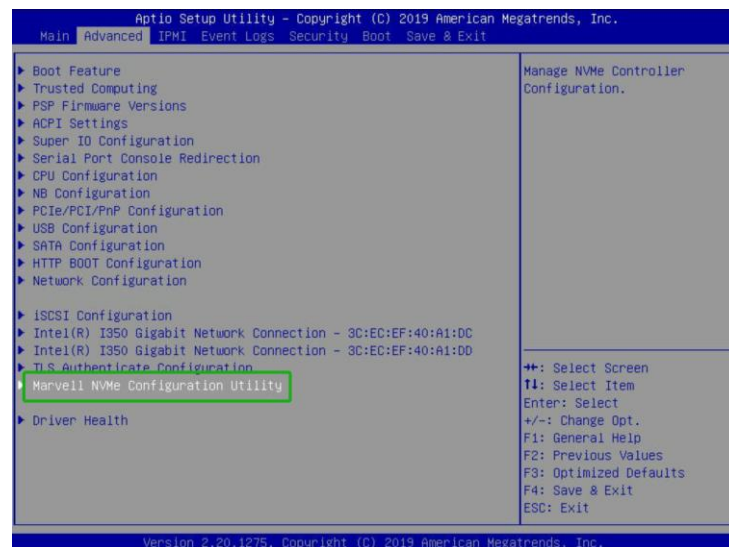 Aptio Setup Utility - Copyright (C) 2019 American Megatrends, Inc.
Main Advanced IPMI Event Logs Security Boot Save & Exit
Boot Feature
Trusted Computing
PSP Firmware Versions
ACPI Settings
Super IO Configuration
Serial Port Console Redirection
CPU Configuration
NB Configuration
PCIe/PCI/PnP Configuration
USB Configuration
SATA Configuration
HTTP BOOT Configuration
Network Configuration
iSCSI Configuration
Intel(R) I350 Gigabit Network Connection - 3C:EC:EF:40:A1:DC
Intel(R) I350 Gigabit Network Connection - 3C:EC:EF:40:A1:DD
TLS Authenticate Configuration
Marvell NVMe Configuration Utility
Driver Health
Manage NVMe Controller
Configuration.
↔: Select Screen
↑↓: Select Item
Enter: Select
+/-: Change Opt.
F1: General Help
F2: Previous Values
F3: Optimized Defaults
F4: Save & Exit
ESC: Exit
Version 2.20.1275. Copyright (C) 2019 American Megatrends, Inc.